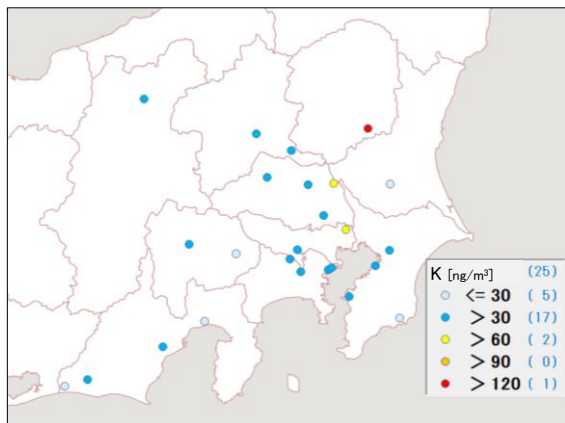 K [ng/m³] (25)
<= 30 ( 5)
> 30 (17)
> 60 ( 2)
> 90 ( 0)
> 120 ( 1)